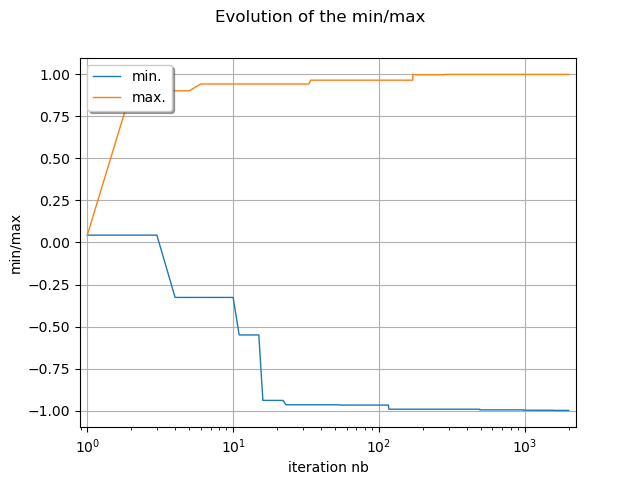 Evolution of the min/max
min.
max.
1.00
0.75
0.50
0.25
0.00
−0.25
−0.50
−0.75
−1.00
min/max
10⁰
10¹
10²
10³
iteration nb